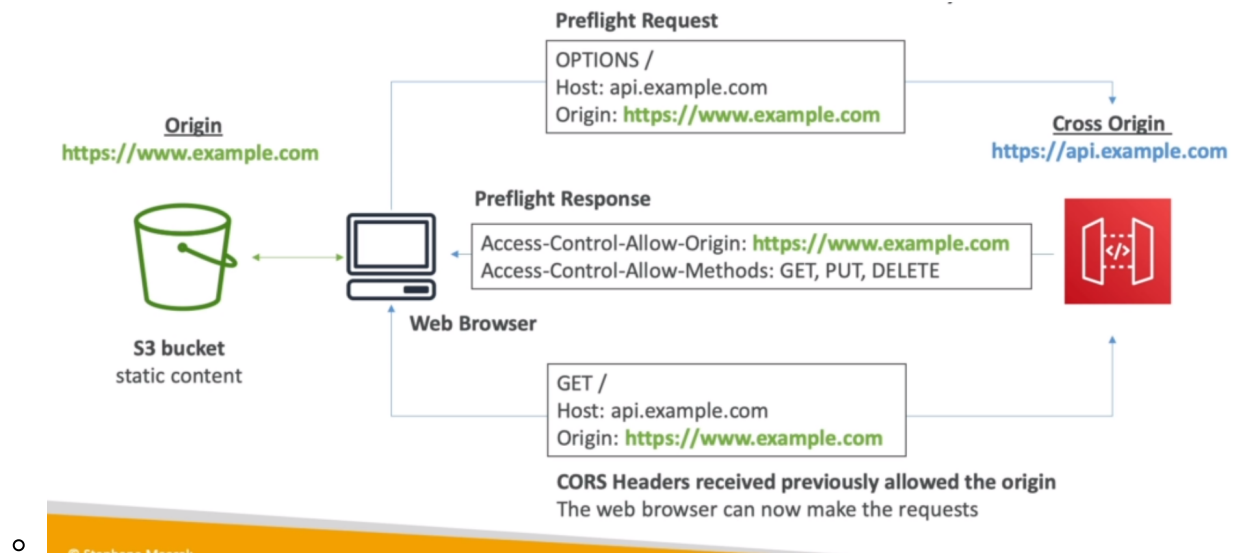 Preflight Request
OPTIONS /
Host: api.example.com
Origin: https://www.example.com
Origin
https://www.example.com
Cross Origin
https://api.example.com
Preflight Response
Access-Control-Allow-Origin: https://www.example.com
Access-Control-Allow-Methods: GET, PUT, DELETE
</>
Web Browser
S3 bucket
static content
GET /
Host: api.example.com
Origin: https://www.example.com
CORS Headers received previously allowed the origin
The web browser can now make the requests